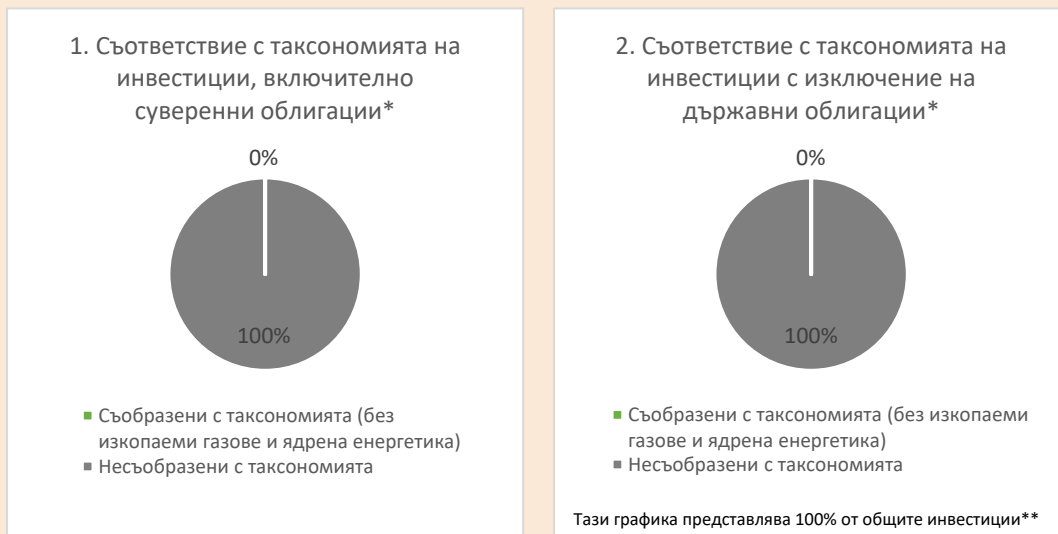 1. Съответствие с таксономията на
инвестиции, включително
суверенни облигации*
0%
100%
Съобразени с таксономията (без
изкопаеми газове и ядрена енергетика)
Несъобразени с таксономията
2. Съответствие с таксономията на
инвестиции с изключение на
държавни облигации*
0%
100%
Съобразени с таксономията (без изкопаеми
газове и ядрена енергетика)
Несъобразени с таксономията
Тази графика представлява 100% от общите инвестиции**